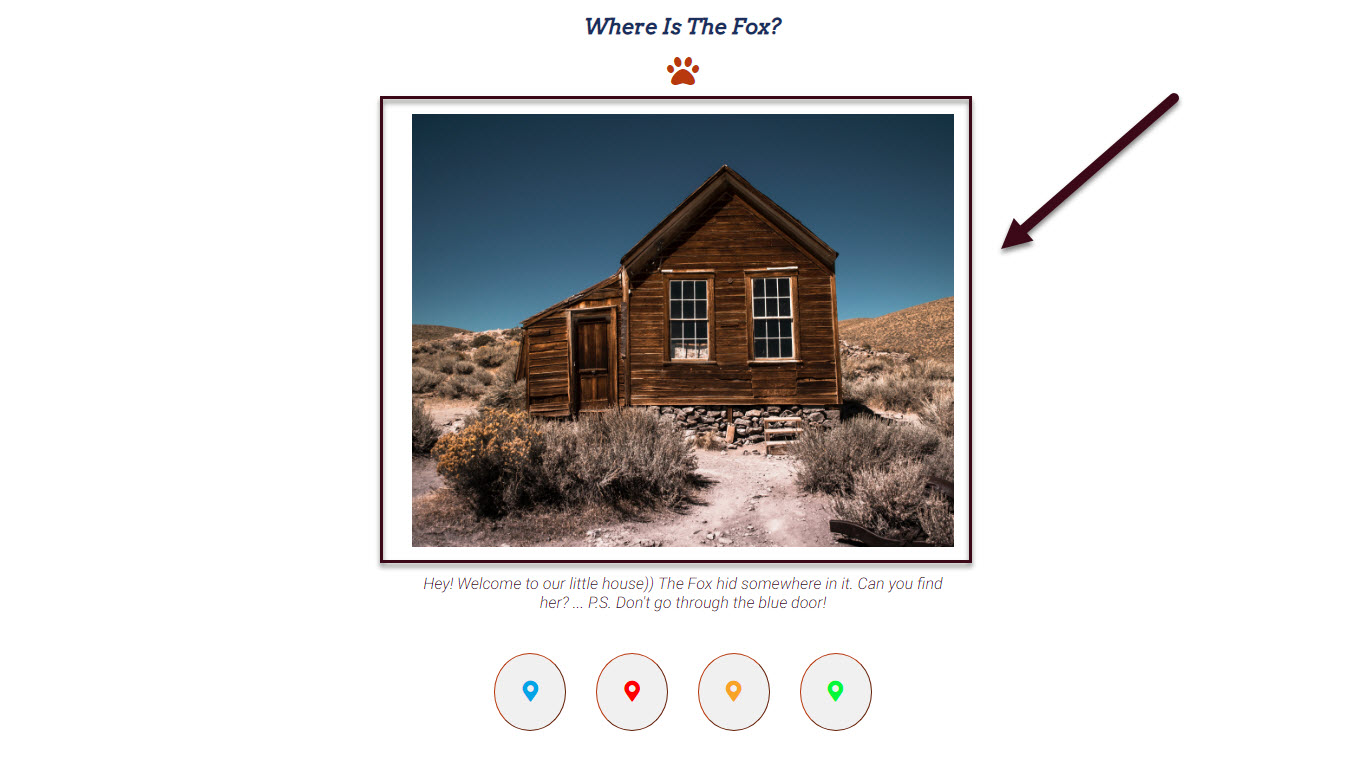 Where Is The Fox?
Hey! Welcome to our little house)) The Fox hid somewhere in it. Can you find
her? ... P.S. Don't go through the blue door!